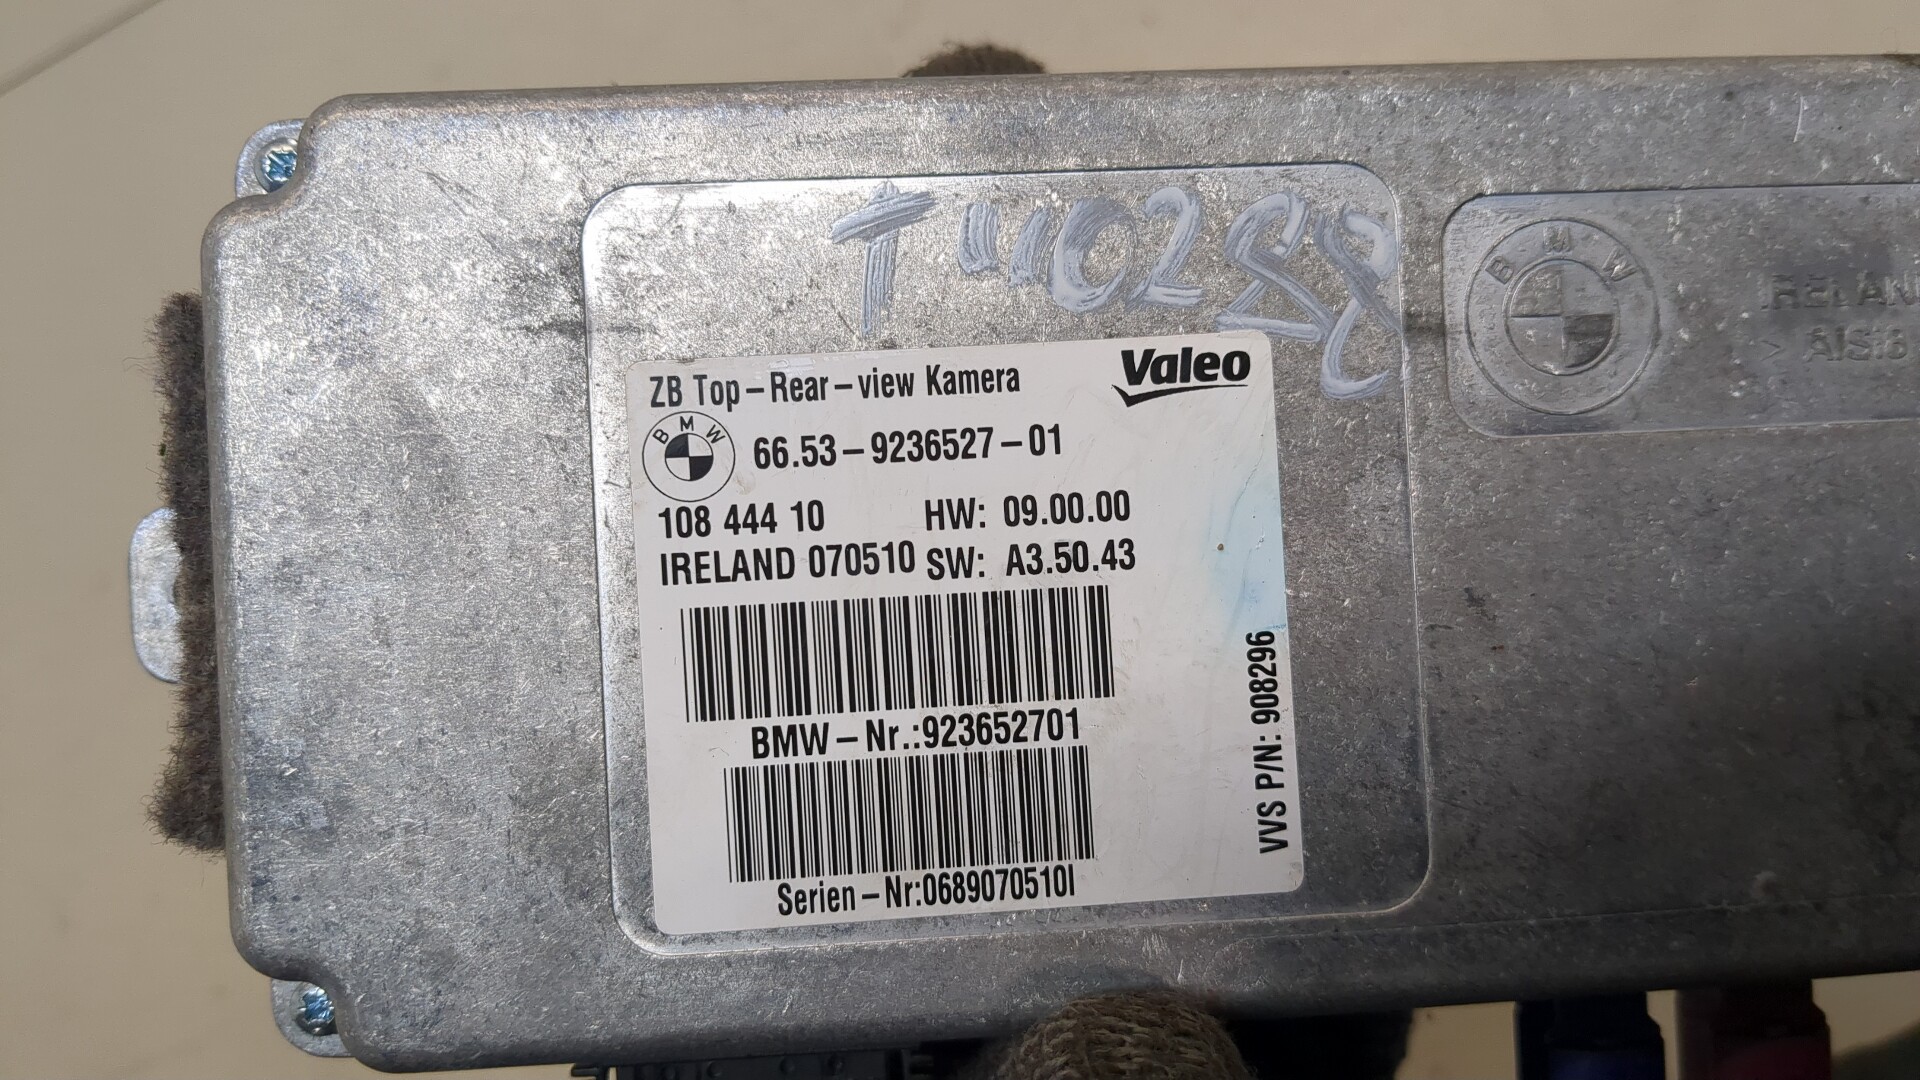 ZB Top-Rear-view Kamera
Valeo
BMW
66.53-9236527-01
108 444 10 HW: 09.00.00
IRELAND 070510 SW: A3.50.43
BMW-Nr.:923652701
Serien-Nr:0689070510I
VVS P/N: 908296
BMW